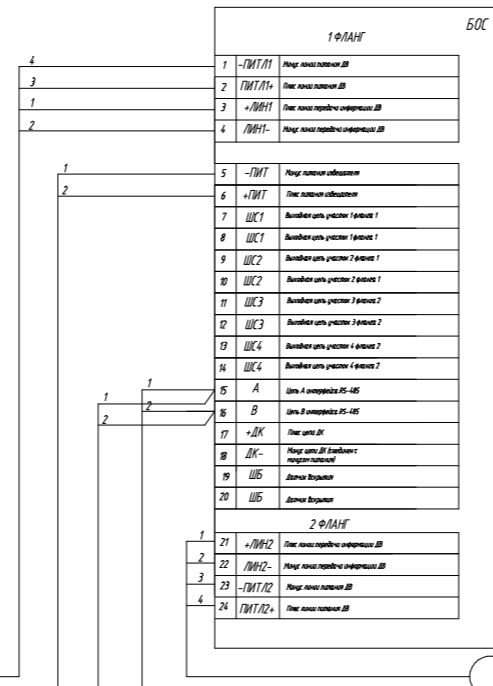 БОС
1 ФЛАНГ
4 1 -ПИТЛ1 Минус линии питания ДВ
3 2 ПИТЛ1+ Плюс линии питания ДВ
1 3 +ЛИН1 Плюс линии передачи информации ДВ
2 4 ЛИН1- Минус линии передачи информации ДВ
1 5 -ПИТ Минус питания извещателя
2 6 +ПИТ Плюс питания извещателя
7 ШС1 Выходная цепь участок 1 фланга 1
8 ШС1 Выходная цепь участок 1 фланга 1
9 ШС2 Выходная цепь участок 2 фланга 1
10 ШС2 Выходная цепь участок 2 фланга 1
11 ШС3 Выходная цепь участок 3 фланга 2
12 ШС3 Выходная цепь участок 3 фланга 2
13 ШС4 Выходная цепь участок 4 фланга 2
14 ШС4 Выходная цепь участок 4 фланга 2
1 1 15 А Цепь А интерфейса RS-485
2 2 16 В Цепь В интерфейса RS-485
17 +ДК Плюс цепи ДК
18 ДК- Минус цепи ДК (соединен с
минусом питания)
19 ШБ Датчик вскрытия
20 ШБ Датчик вскрытия
2 ФЛАНГ
1 21 +ЛИН2 Плюс линии передачи информации ДВ
2 22 ЛИН2- Минус линии передачи информации ДВ
3 23 -ПИТЛ2 Минус линии питания ДВ
4 24 ПИТЛ2+ Плюс линии питания ДВ